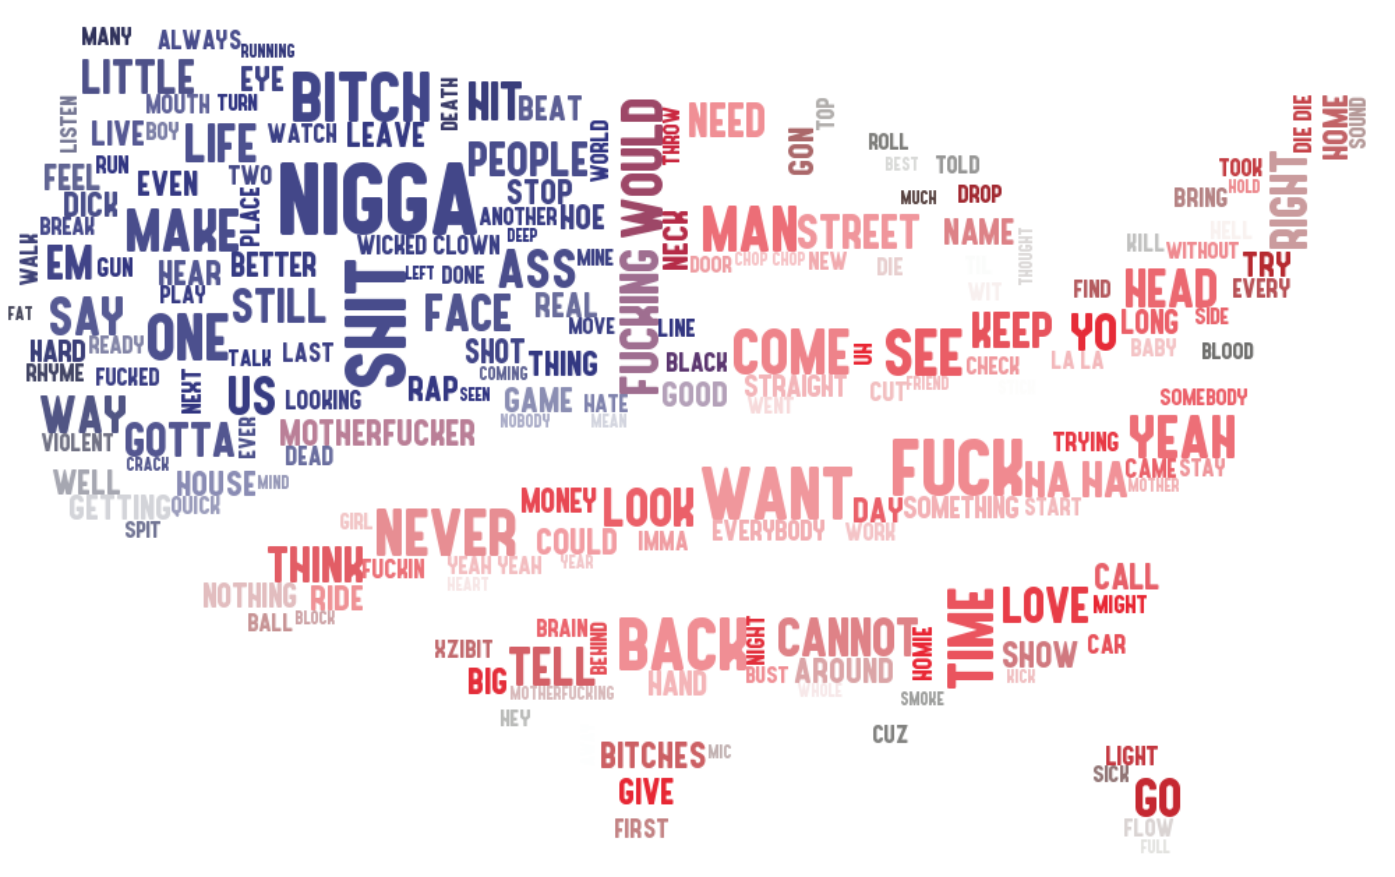 MANY
ALWAYS
RUNNING
LITTLE
EYE
BITCH
DEATH
HIT
BEAT
MOUTH
TURN
LISTEN
LIVE
BOY
LIFE
WATCH
LEAVE
PEOPLE
WORLD
FUCKING WOULD
THROW
NEED
GON
TOP
ROLL
BEST
TOLD
DIE DIE
HOME
SOUND
RUN
FEEL
EVEN
TWO
PLACE
NIGGA
STOP
ANOTHER
HOE
DEEP
DICK
BREAK
MAKE
WICKED CLOWN
NECK
MAN
STREET
MUCH
DROP
NAME
THOUGHT
TOOK
HOLD
BRING
RIGHT
HELL
KILL
WITHOUT
TRY
WALK
EM
GUN
HEAR
BETTER
SHIT
LEFT
DONE
ASS
MINE
DOOR
CHOP CHOP
NEW
DIE
TIL
WIT
FIND
HEAD
EVERY
PLAY
FAT
SAY
STILL
FACE
REAL
MOVE
LINE
KEEP
YO
LONG
SIDE
ONE
HARD
READY
TALK
LAST
SHOT
COMING
THING
BLACK
COME
UH
SEE
CHECK
LA LA
BABY
BLOOD
RHYME
FUCKED
NEXT
US
LOOKING
RAP
SEEN
GAME
HATE
NOBODY
MEAN
GOOD
STRAIGHT
WENT
CUT
FRIEND
SOMEBODY
WAY
VIOLENT
GOTTA
EVER
MOTHERFUCKER
DEAD
CRACK
FUCK
TRYING
YEAH
HA HA
CAME
STAY
MOTHER
WELL
GETTING
HOUSE
MIND
QUICK
SPIT
MONEY
LOOK
WANT
EVERYBODY
DAY
SOMETHING
START
WORK
GIRL
NEVER
COULD
IMMA
THINK
FUCKIN
YEAH YEAH
YEAR
HEART
NOTHING
RIDE
BALL
BLOCK
CALL
LOVE
MIGHT
TIME
BRAIN
BEHIND
BACK
NIGHT
CANNOT
HOMIE
SHOW
CAR
KICK
XZIBIT
BIG
TELL
MOTHERFUCKING
HAND
BUST
AROUND
WHOLE
SMOKE
HEY
CUZ
BITCHES
MIC
GIVE
FIRST
LIGHT
SICK
GO
FLOW
FULL